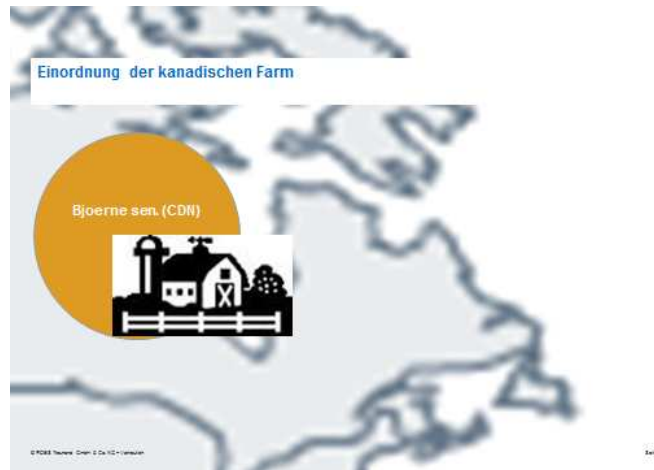 Einordnung der kanadischen Farm
Bjoerne sen. (CDN)